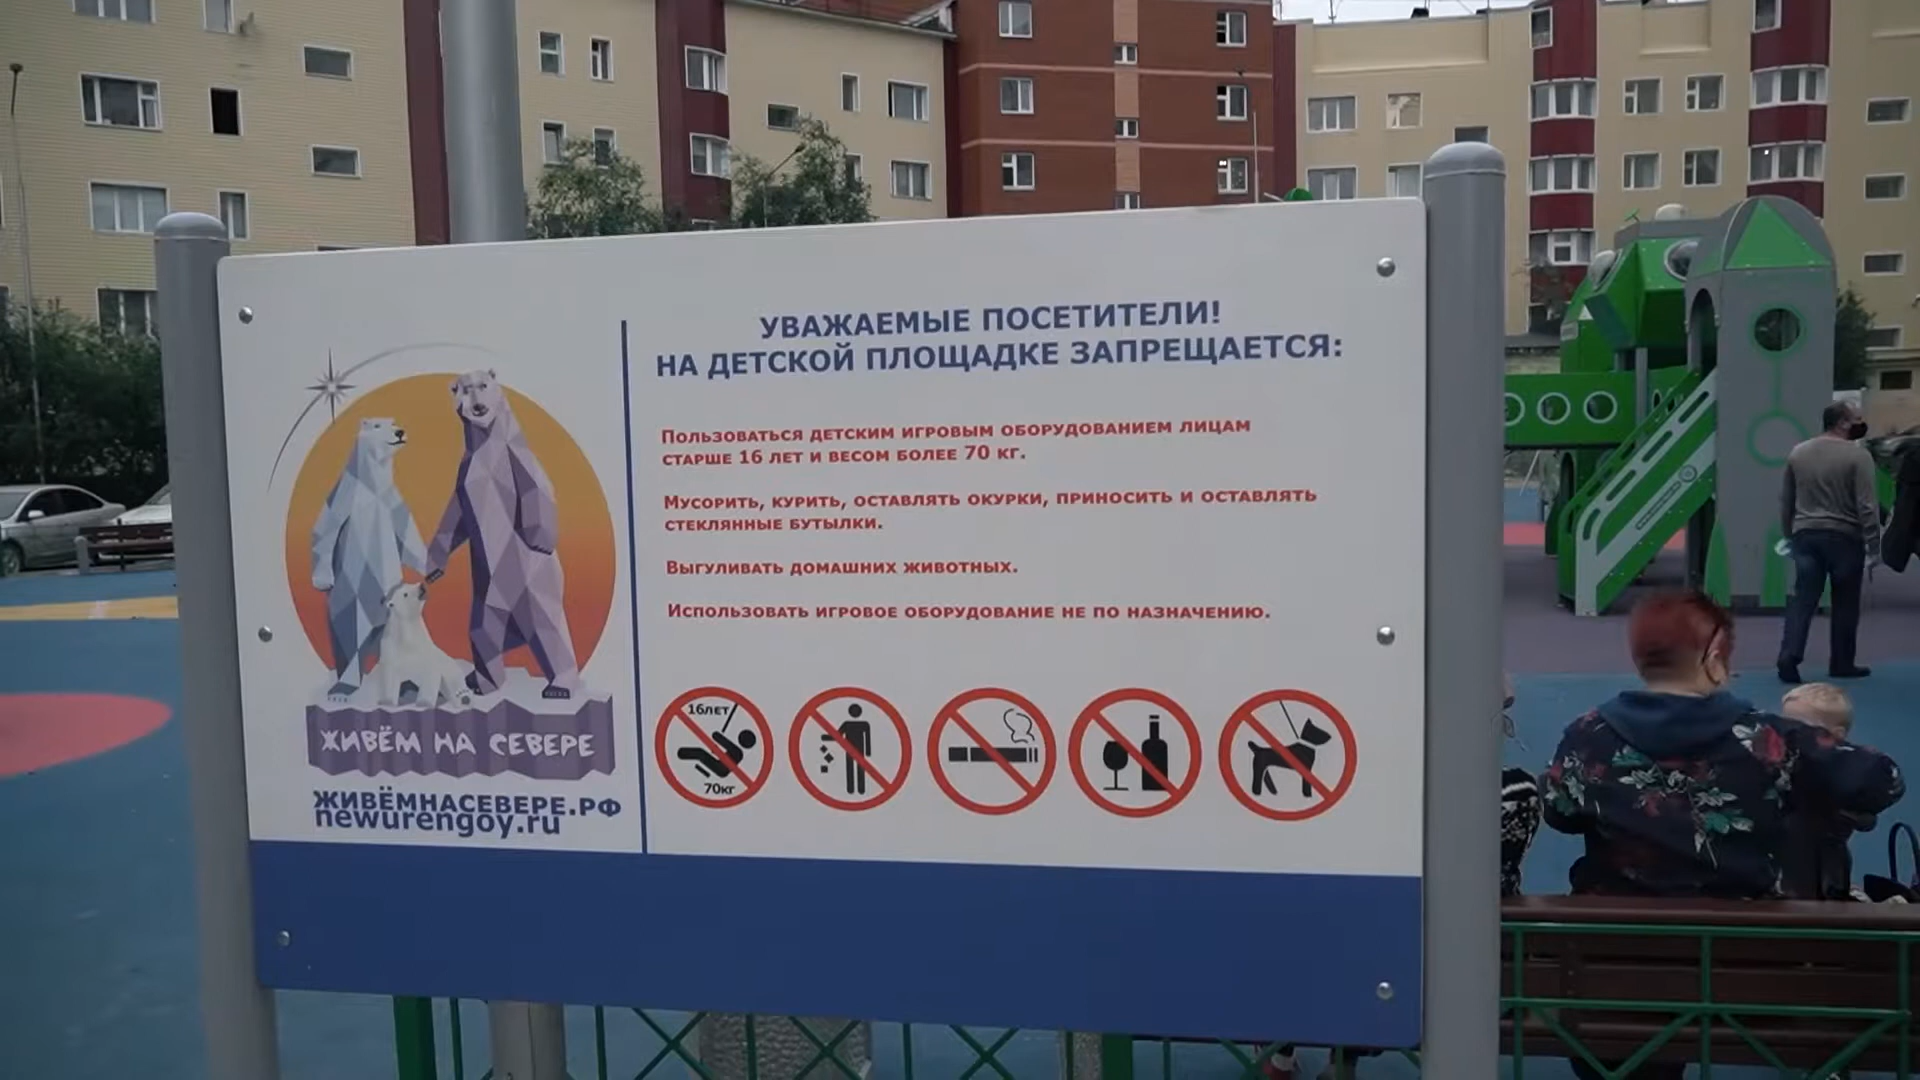 УВАЖАЕМЫЕ ПОСЕТИТЕЛИ!
НА ДЕТСКОЙ ПЛОЩАДКЕ ЗАПРЕЩАЕТСЯ:
Пользоваться детским игровым оборудованием лицам
старше 16 лет и весом более 70 кг.
Мусорить, курить, оставлять окурки, приносить и оставлять
стеклянные бутылки.
Выгуливать домашних животных.
Использовать игровое оборудование не по назначению.
16лет
70кг
ЖИВЁМ НА СЕВЕРЕ
ЖИВЁМНАСЕВЕРЕ.РФ
newurengoy.ru